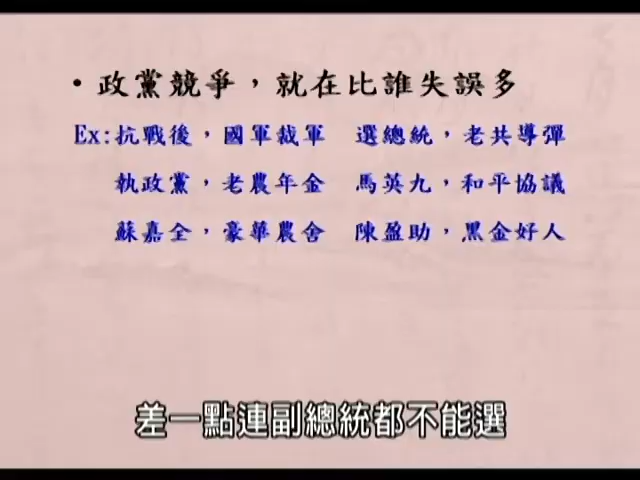 • 政黨競爭，就在比誰失誤多
Ex:抗戰後，國軍裁軍　選總統，老共導彈
執政黨，老農年金　馬英九，和平協議
蘇嘉全，豪華農舍　陳盈助，黑金好人
差一點連副總統都不能選